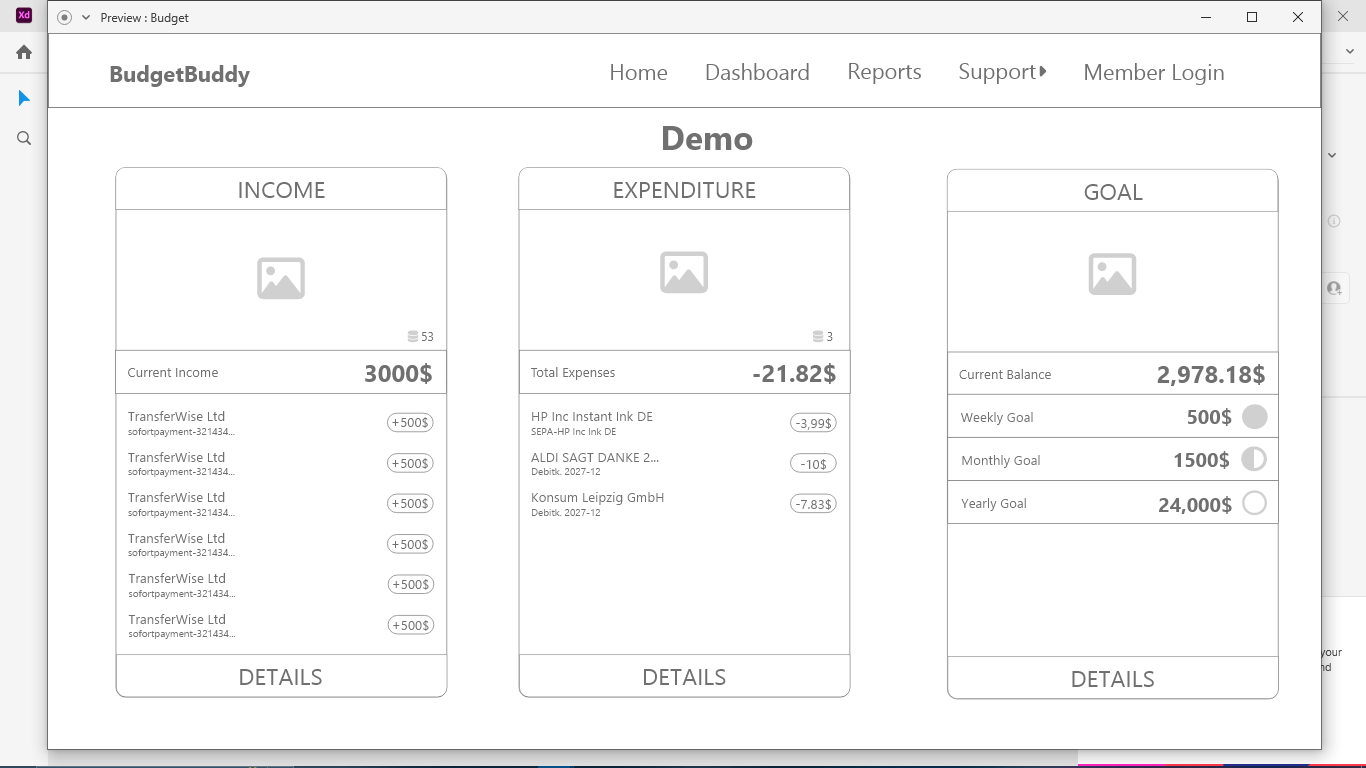 Xd
Preview : Budget
BudgetBuddy
Home
Dashboard
Reports
Support
Member Login
Demo
INCOME
53
Current Income
3000$
TransferWise Ltd
+500$
sofortpayment-321434...
TransferWise Ltd
+500$
sofortpayment-321434...
TransferWise Ltd
+500$
sofortpayment-321434...
TransferWise Ltd
+500$
sofortpayment-321434...
TransferWise Ltd
+500$
sofortpayment-321434...
TransferWise Ltd
+500$
sofortpayment-321434...
DETAILS
EXPENDITURE
3
Total Expenses
-21.82$
HP Inc Instant Ink DE
-3,99$
SEPA-HP Inc Ink DE
ALDI SAGT DANKE 2...
-10$
Debitk. 2027-12
Konsum Leipzig GmbH
-7.83$
Debitk. 2027-12
DETAILS
GOAL
Current Balance
2,978.18$
Weekly Goal
500$
Monthly Goal
1500$
Yearly Goal
24,000$
DETAILS
your